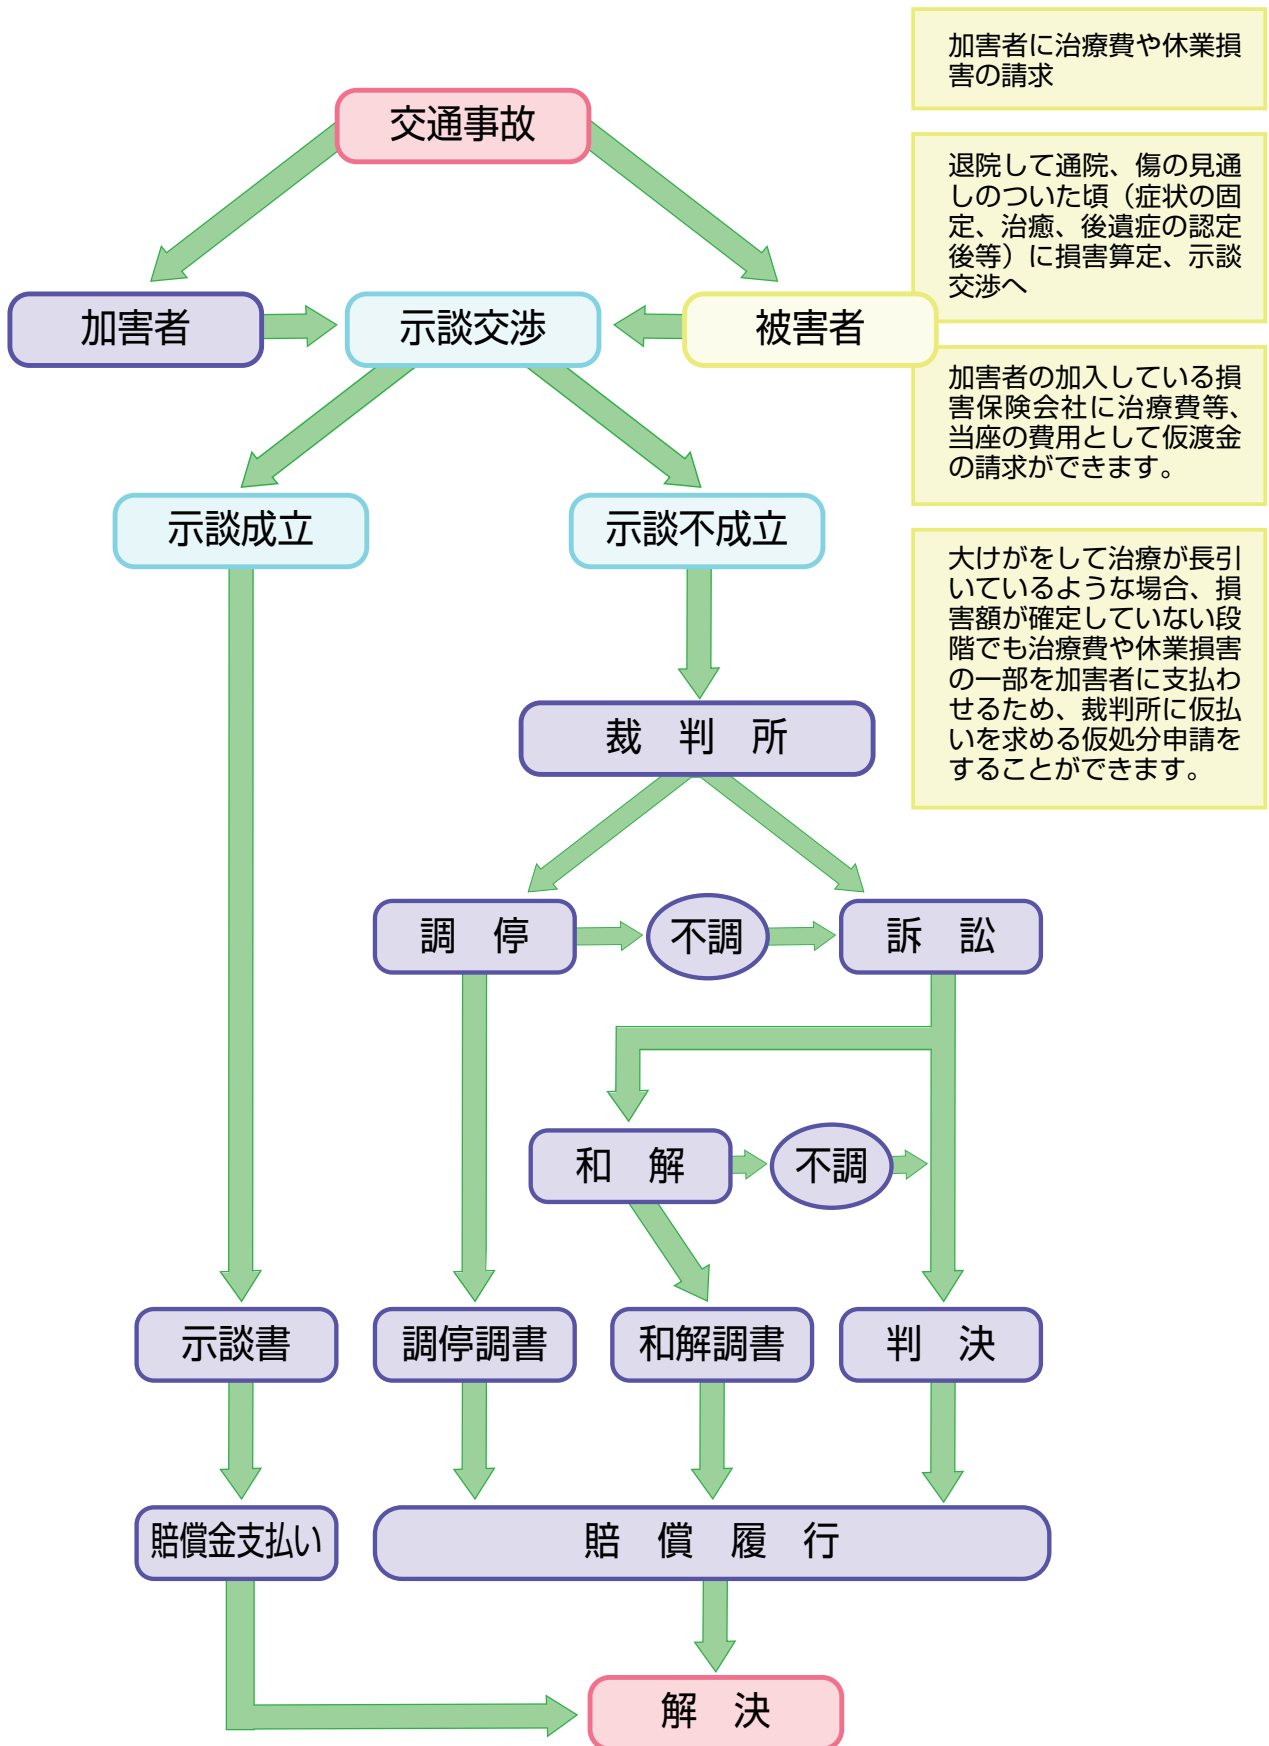 交通事故
加害者に治療費や休業損
害の請求
退院して通院、傷の見通
しのついた頃（症状の固
定、治癒、後遺症の認定
後等）に損害算定、示談
交渉へ
加害者
示談交渉
被害者
加害者の加入している損
害保険会社に治療費等、
当座の費用として仮渡金
の請求ができます。
示談成立
示談不成立
大けがをして治療が長引
いているような場合、損
害額が確定していない段
階でも治療費や休業損害
の一部を加害者に支払わ
せるため、裁判所に仮払
いを求める仮処分申請を
することができます。
裁　判　所
調　停
不調
訴　訟
和　解
不調
示談書
調停調書
和解調書
判　決
賠償金支払い
賠　償　履　行
解　決